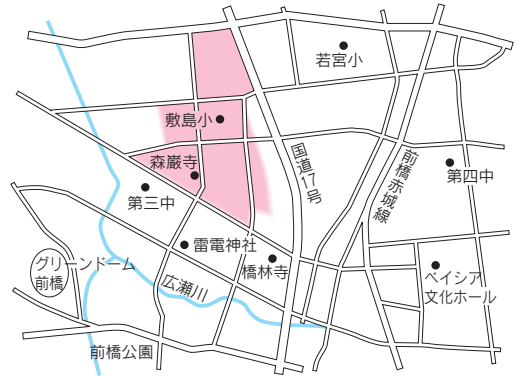 若宮小
敷島小
国道17号
前橋赤城線
森巌寺
第四中
第三中
雷電神社
橋林寺
グリーンドーム
前橋
広瀬川
ベイシア
文化ホール
前橋公園